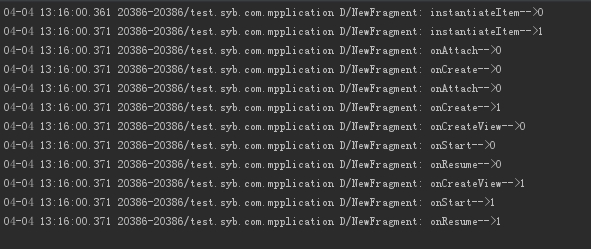 04-04 13:16:00.361 20386-20386/test.syb.com.mpplication D/NewFragment: instantiateItem-->0
04-04 13:16:00.371 20386-20386/test.syb.com.mpplication D/NewFragment: instantiateItem-->1
04-04 13:16:00.371 20386-20386/test.syb.com.mpplication D/NewFragment: onAttach-->0
04-04 13:16:00.371 20386-20386/test.syb.com.mpplication D/NewFragment: onCreate-->0
04-04 13:16:00.371 20386-20386/test.syb.com.mpplication D/NewFragment: onAttach-->0
04-04 13:16:00.371 20386-20386/test.syb.com.mpplication D/NewFragment: onCreate-->1
04-04 13:16:00.371 20386-20386/test.syb.com.mpplication D/NewFragment: onCreateView-->0
04-04 13:16:00.371 20386-20386/test.syb.com.mpplication D/NewFragment: onStart-->0
04-04 13:16:00.371 20386-20386/test.syb.com.mpplication D/NewFragment: onResume-->0
04-04 13:16:00.371 20386-20386/test.syb.com.mpplication D/NewFragment: onCreateView-->1
04-04 13:16:00.371 20386-20386/test.syb.com.mpplication D/NewFragment: onStart-->1
04-04 13:16:00.371 20386-20386/test.syb.com.mpplication D/NewFragment: onResume-->1